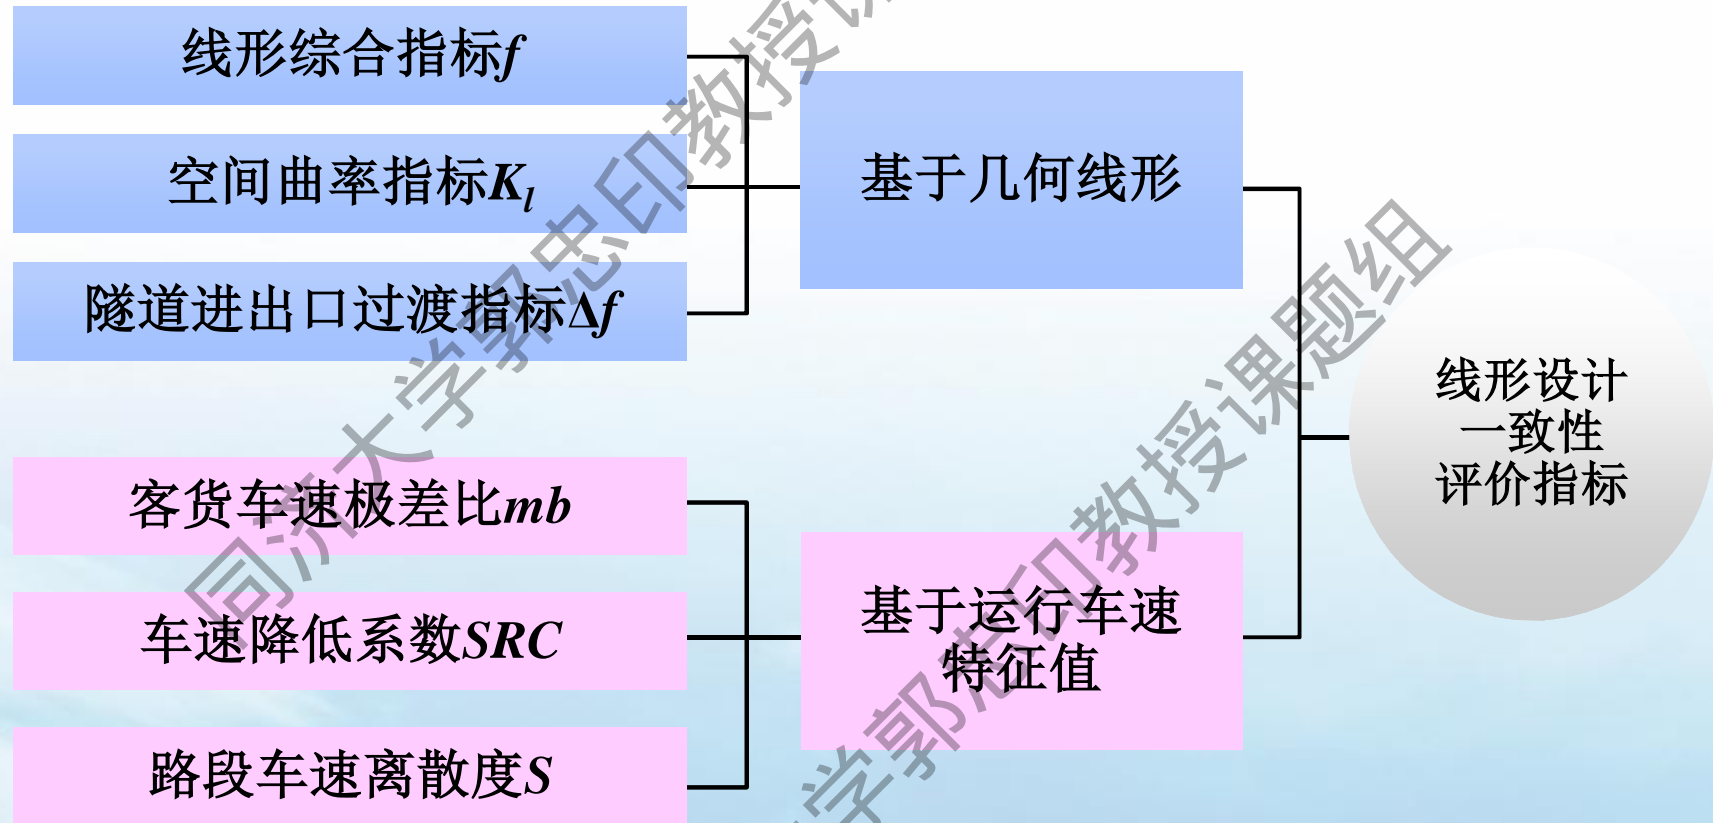 线形综合指标f
空间曲率指标Kl
隧道进出口过渡指标Δf
基于几何线形
客货车速极差比mb
车速降低系数SRC
路段车速离散度S
基于运行车速
特征值
线形设计
一致性
评价指标
同济大学郭忠印教授课
学郭忠印教授课题组